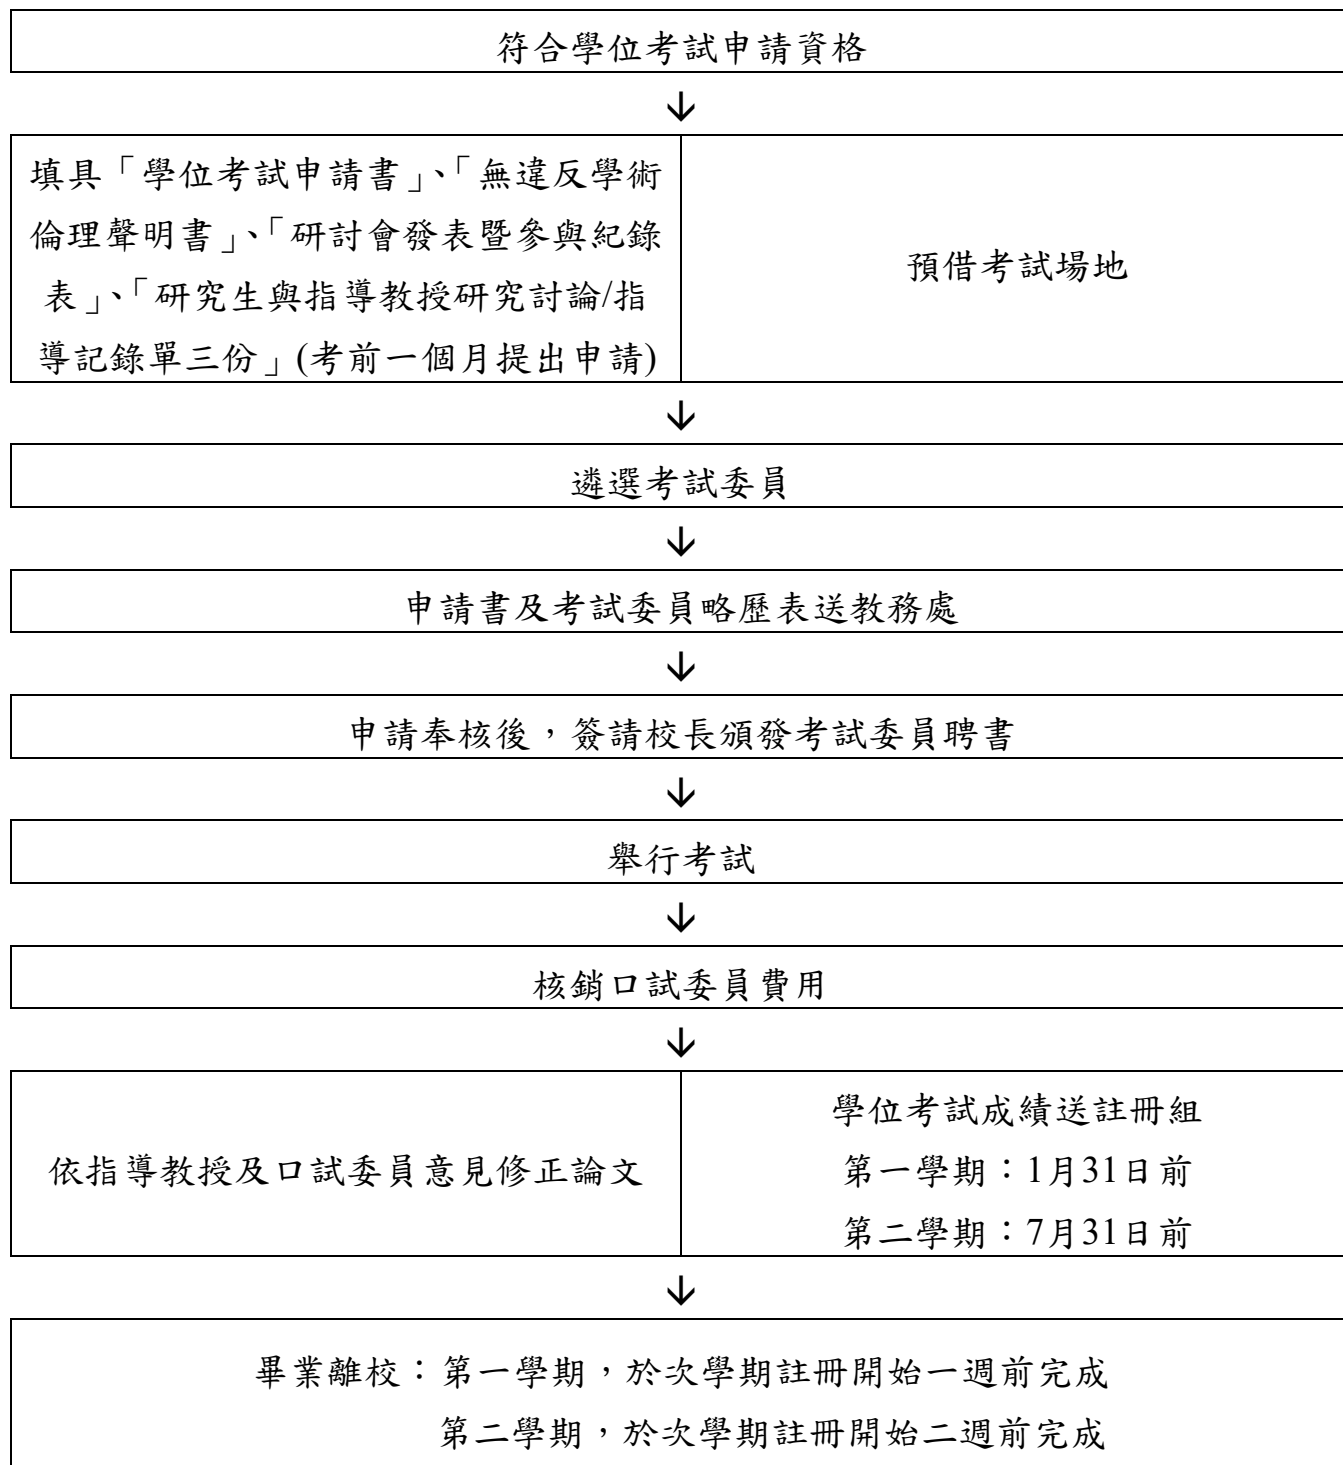 符合學位考試申請資格
↓
填具「學位考試申請書」、「無違反學術
倫理聲明書」、「研討會發表暨參與紀錄
表」、「研究生與指導教授研究討論/指
導記錄單三份」(考前一個月提出申請)
預借考試場地
↓
遴選考試委員
↓
申請書及考試委員略歷表送教務處
↓
申請奉核後，簽請校長頒發考試委員聘書
↓
舉行考試
↓
核銷口試委員費用
↓
依指導教授及口試委員意見修正論文
學位考試成績送註冊組
第一學期：1月31日前
第二學期：7月31日前
↓
畢業離校：第一學期，於次學期註冊開始一週前完成
第二學期，於次學期註冊開始二週前完成